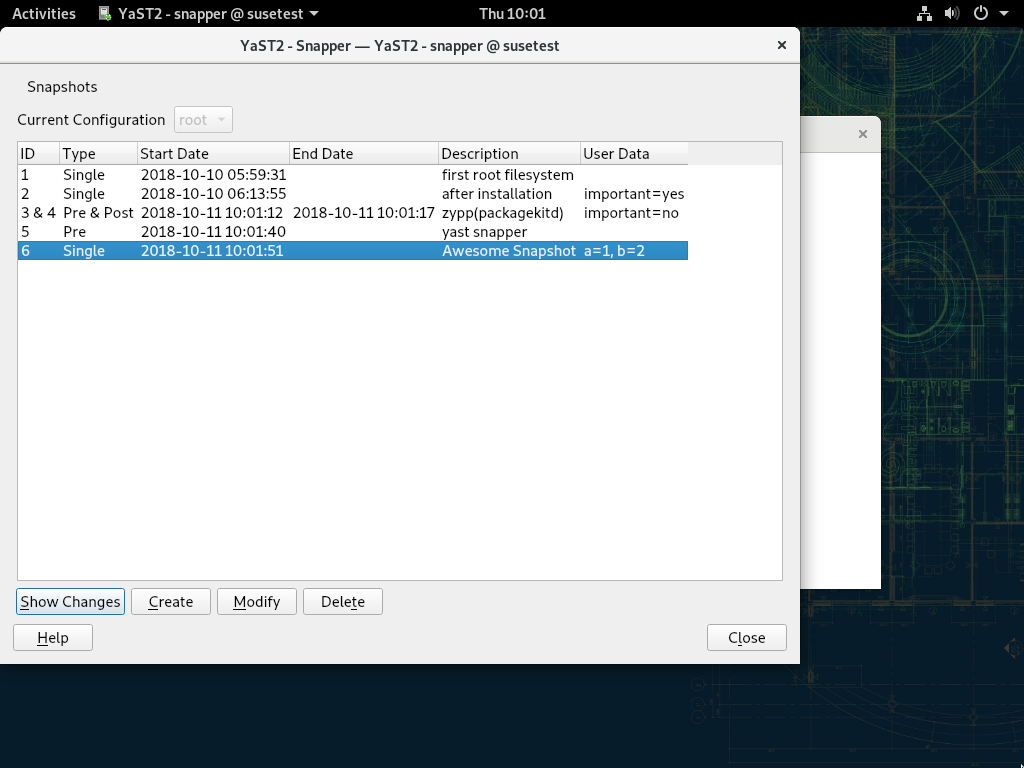 Activities YaST2 - snapper @ susetest Thu 10:01
YaST2 - Snapper — YaST2 - snapper @ susetest
Snapshots
Current Configuration root
ID Type Start Date End Date Description User Data
1 Single 2018-10-10 05:59:31 first root filesystem
2 Single 2018-10-10 06:13:55 after installation important=yes
3 & 4 Pre & Post 2018-10-11 10:01:12 2018-10-11 10:01:17 zypp(packagekitd) important=no
5 Pre 2018-10-11 10:01:40 yast snapper
6 Single 2018-10-11 10:01:51 Awesome Snapshot a=1, b=2
Show Changes Create Modify Delete
Help Close